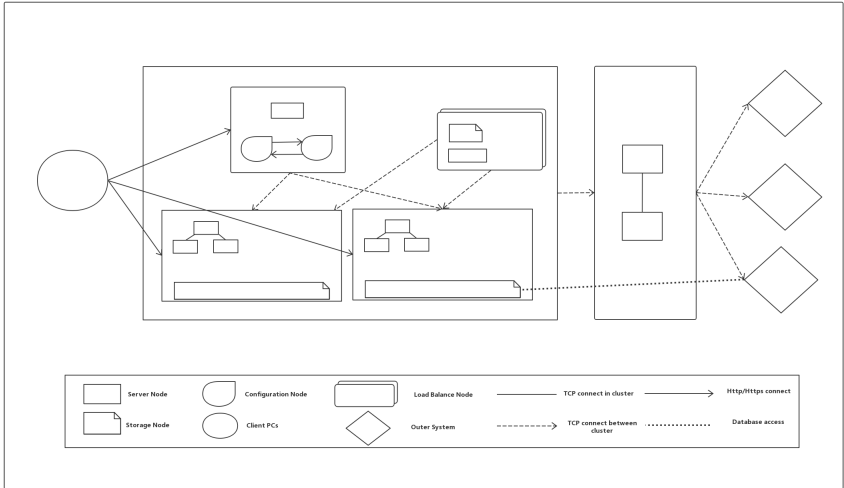 Server Node
Configuration Node
Load Balance Node
TCP connect in cluster
Http/Https connect
Storage Node
Client PCs
Outer System
TCP connect between
cluster
Database access